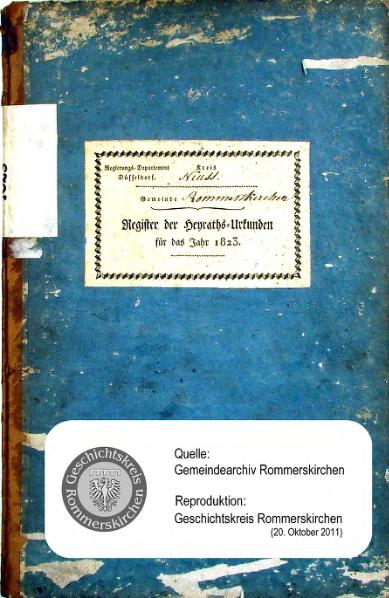 Regierungs-Departement
Düsseldorf.
Kreis
Neuss.
Gemeinde Rommerskirchen
Register der Heyraths-Urkunden
für das Jahr 1823.
Geschichtskreis
Rommerskirchen
Quelle:
Gemeindearchiv Rommerskirchen
Reproduktion:
Geschichtskreis Rommerskirchen
(20. Oktober 2011)